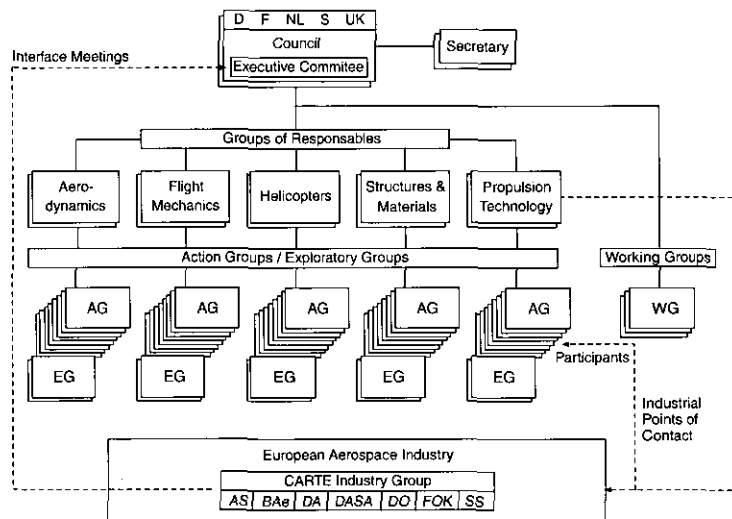 D F NL S UK
Council
Executive Commitee
Secretary
Interface Meetings
Groups of Responsables
Aero-
dynamics
Flight
Mechanics
Helicopters
Structures &
Materials
Propulsion
Technology
Action Groups / Exploratory Groups
Working Groups
AG AG AG AG AG
WG
Participants
EG EG EG EG EG
Industrial
Points of
Contact
European Aerospace Industry
CARTE Industry Group
AS BAe DA DASA DO FOK SS